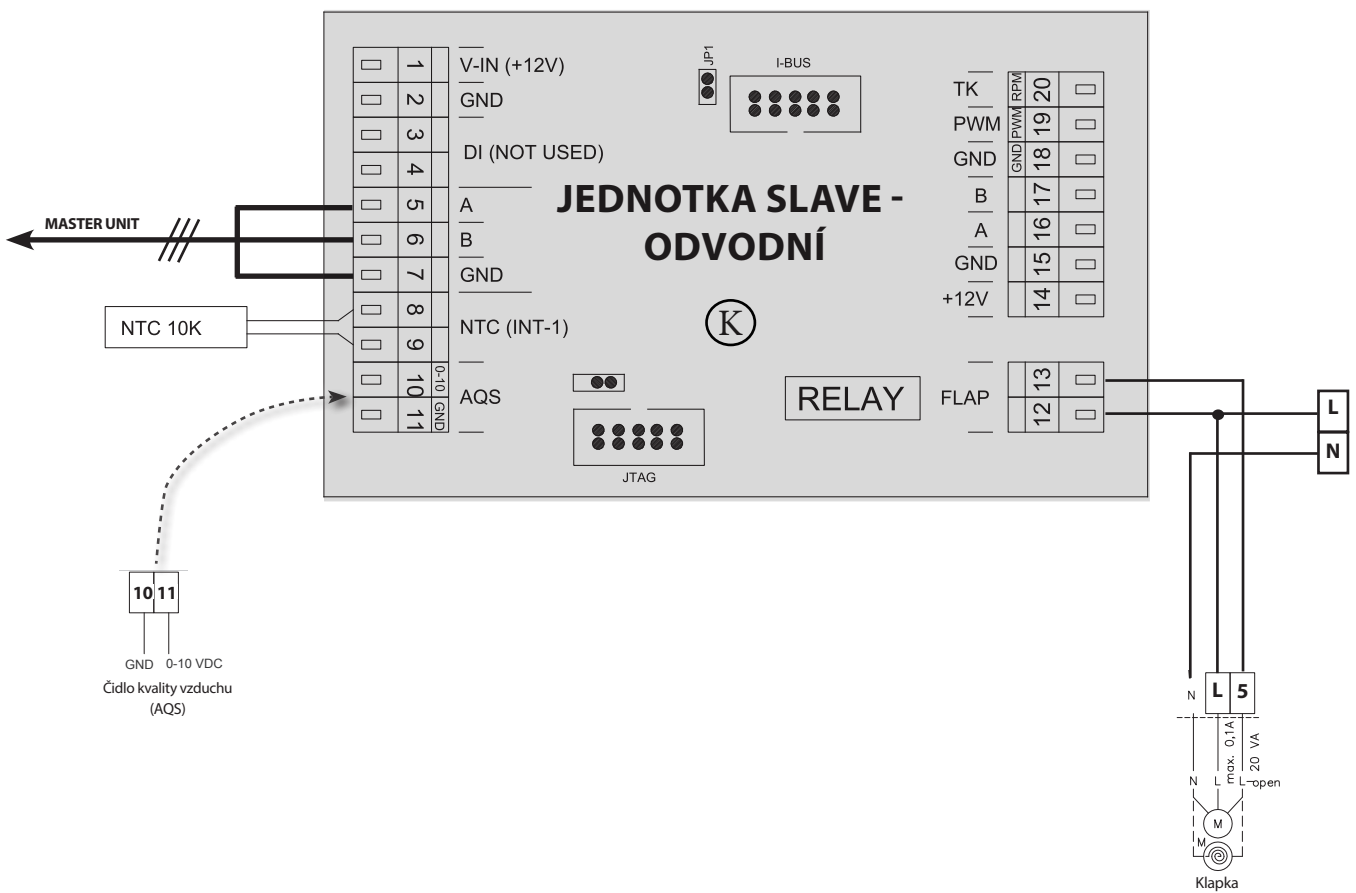 JP1
I-BUS
1 V-IN (+12V)
2 GND
3
DI (NOT USED)
4
5 A
6 B
7 GND
8
NTC (INT-1)
9
10 0-10
AQS
11 GND
MASTER UNIT
NTC 10K
JEDNOTKA SLAVE -
ODVODNÍ
K
TK RPM 20
PWM PWM 19
GND GND 18
B 17
A 16
GND 15
+12V 14
RELAY
FLAP
13
12
JTAG
L
N
10 11
GND 0-10 VDC
Čidlo kvality vzduchu
(AQS)
N L 5
max. 0,1A
20 VA
N L L-open
M
M
Klapka